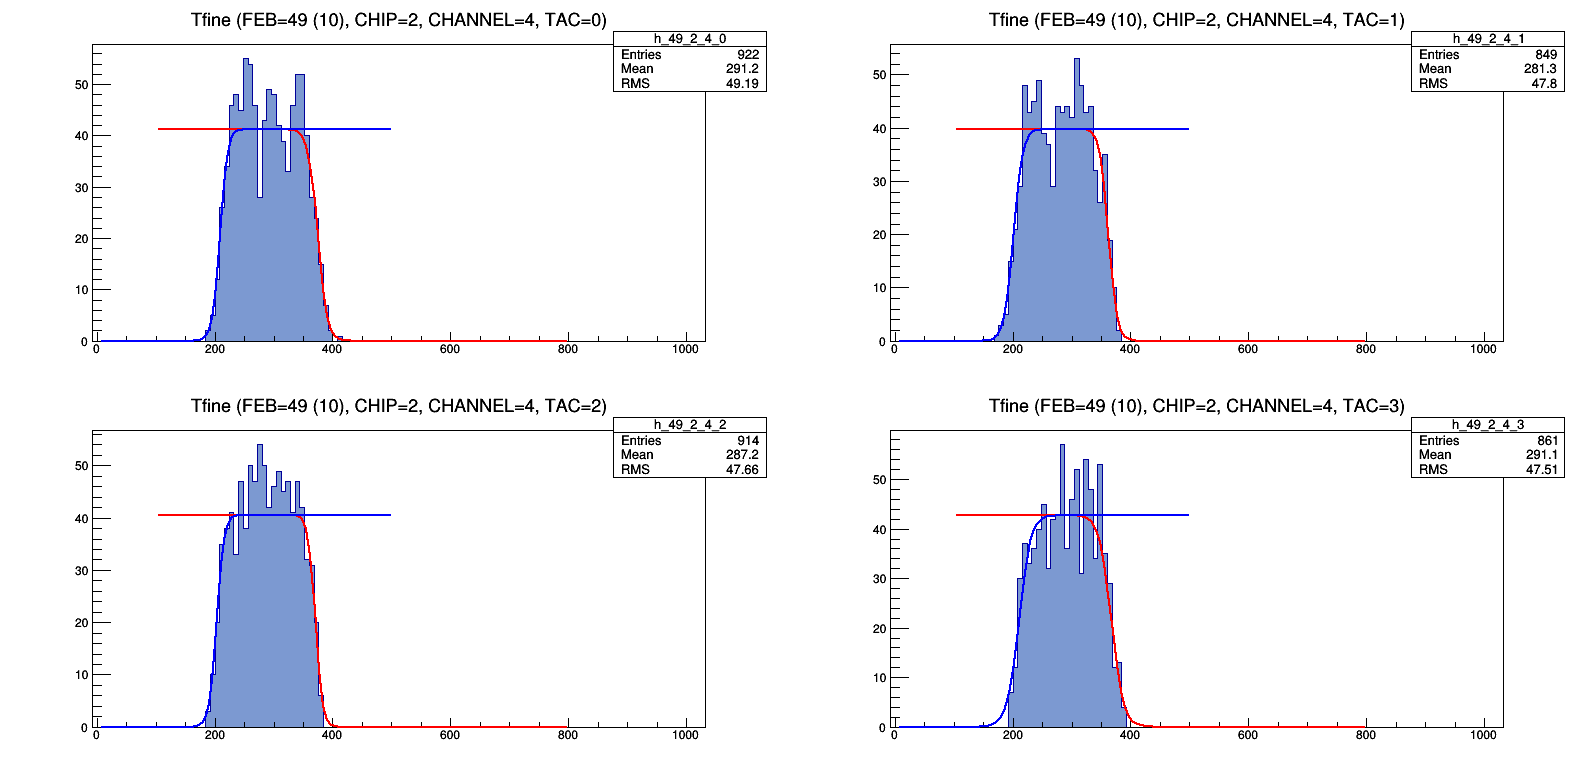 Tfine (FEB=49 (10), CHIP=2, CHANNEL=4, TAC=0)
h_49_2_4_0
Entries 922
Mean 291.2
RMS 49.19
50
40
30
20
10
0
0 200 400 600 800 1000
Tfine (FEB=49 (10), CHIP=2, CHANNEL=4, TAC=1)
h_49_2_4_1
Entries 849
Mean 281.3
RMS 47.8
50
40
30
20
10
0
0 200 400 600 800 1000
Tfine (FEB=49 (10), CHIP=2, CHANNEL=4, TAC=2)
h_49_2_4_2
Entries 914
Mean 287.2
RMS 47.66
50
40
30
20
10
0
0 200 400 600 800 1000
Tfine (FEB=49 (10), CHIP=2, CHANNEL=4, TAC=3)
h_49_2_4_3
Entries 861
Mean 291.1
RMS 47.51
50
40
30
20
10
0
0 200 400 600 800 1000